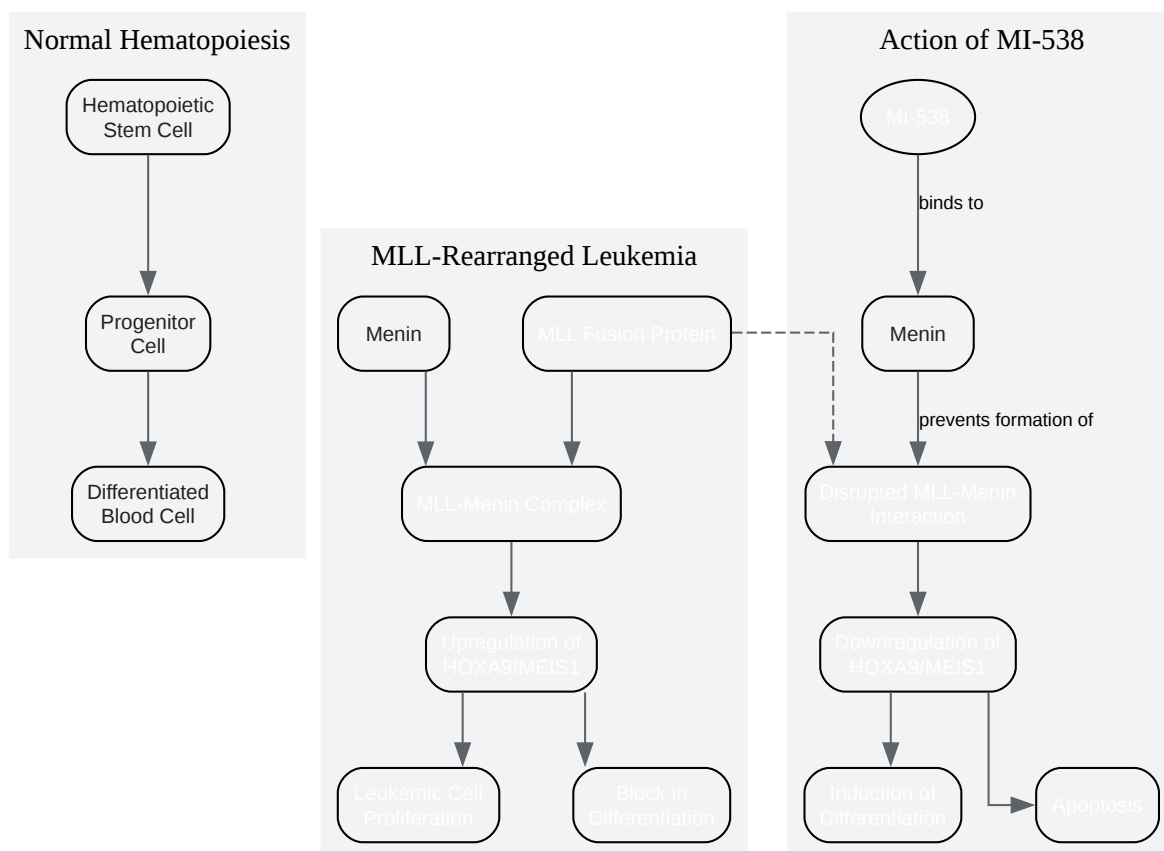 Normal Hematopoiesis
Hematopoietic
Stem Cell
Progenitor
Cell
Differentiated
Blood Cell
MLL-Rearranged Leukemia
Menin
MLL Fusion Protein
MLL-Menin Complex
Upregulation of
HOXA9/MEIS1
Leukemic Cell
Proliferation
Block in
Differentiation
Action of MI-538
MI-538
binds to
Menin
prevents formation of
Disrupted MLL-Menin
Interaction
Downregulation of
HOXA9/MEIS1
Induction of
Differentiation
Apoptosis